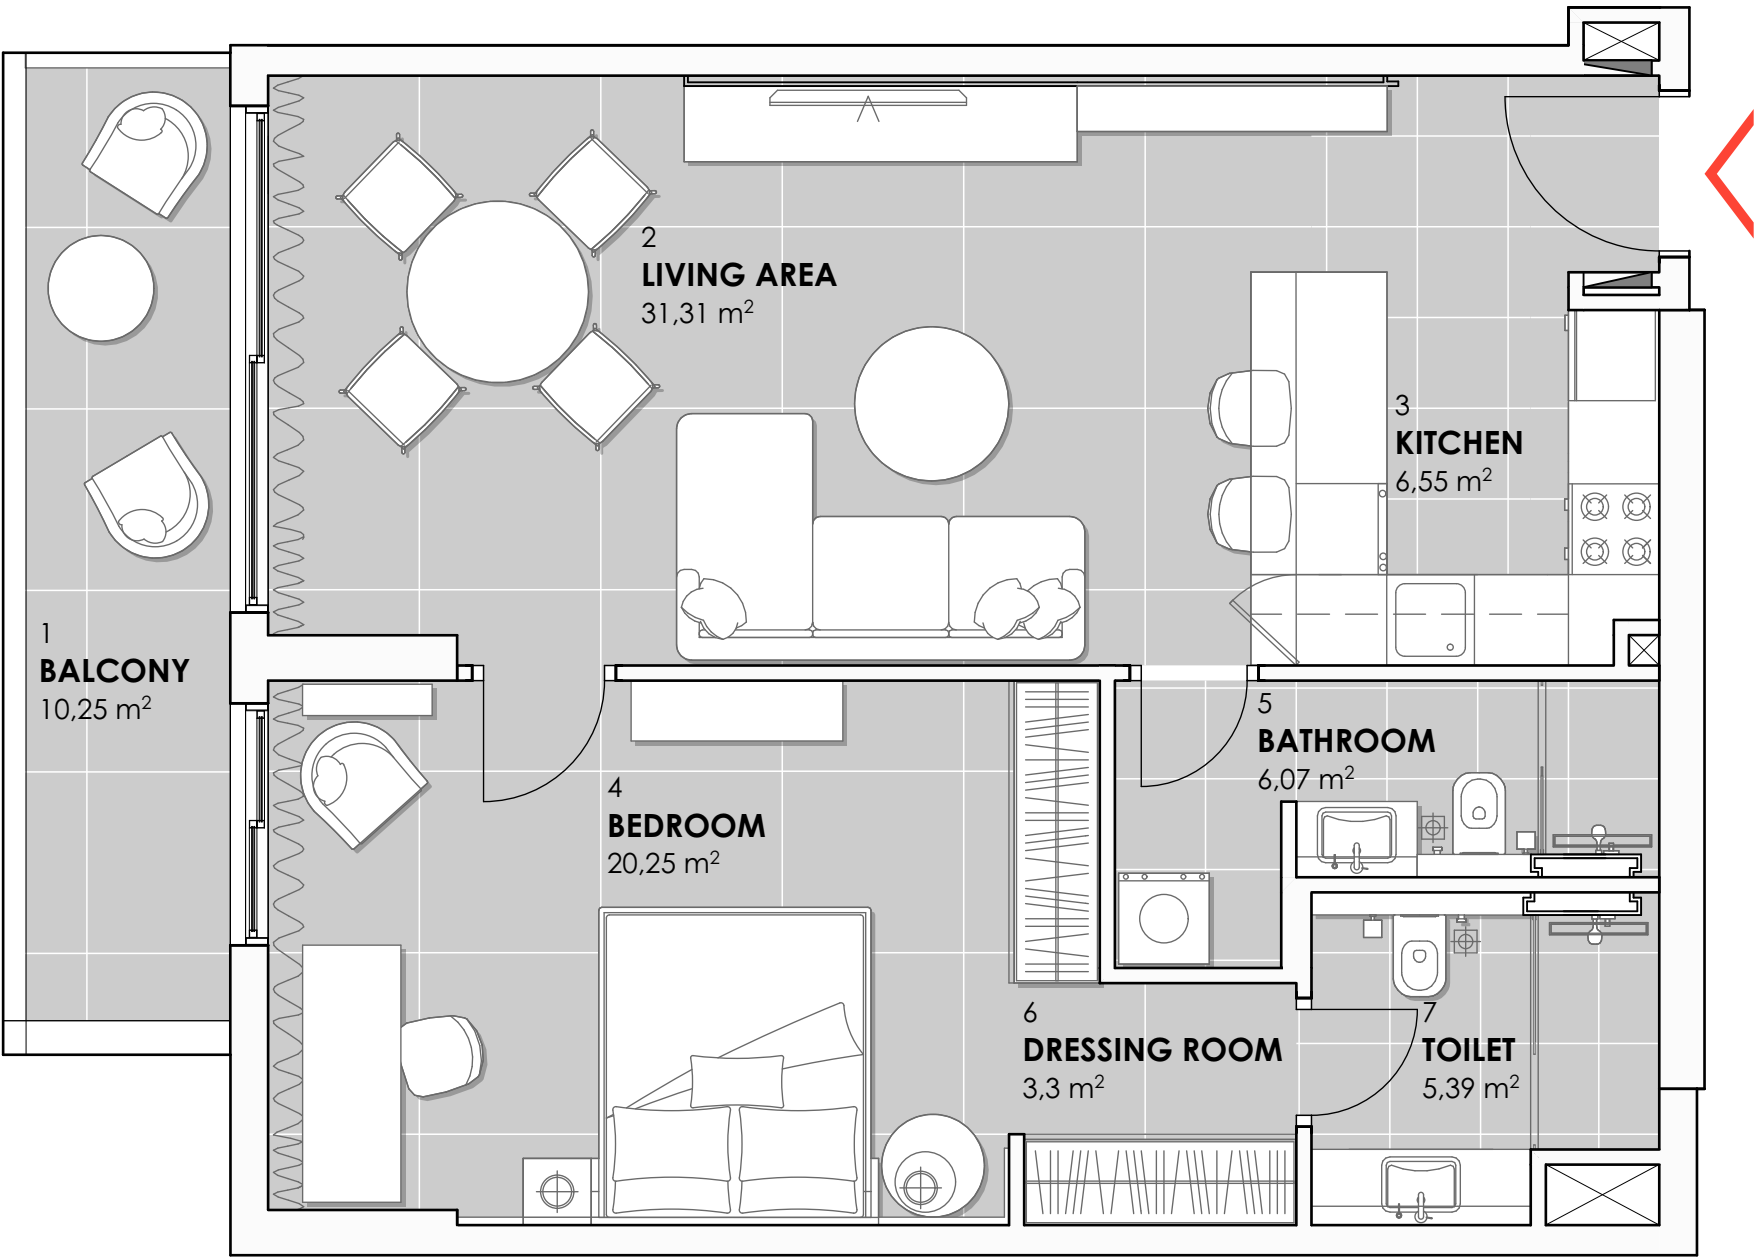 1
BALCONY
10,25 m²
2
LIVING AREA
31,31 m²
3
KITCHEN
6,55 m²
4
BEDROOM
20,25 m²
5
BATHROOM
6,07 m²
6
DRESSING ROOM
3,3 m²
7
TOILET
5,39 m²